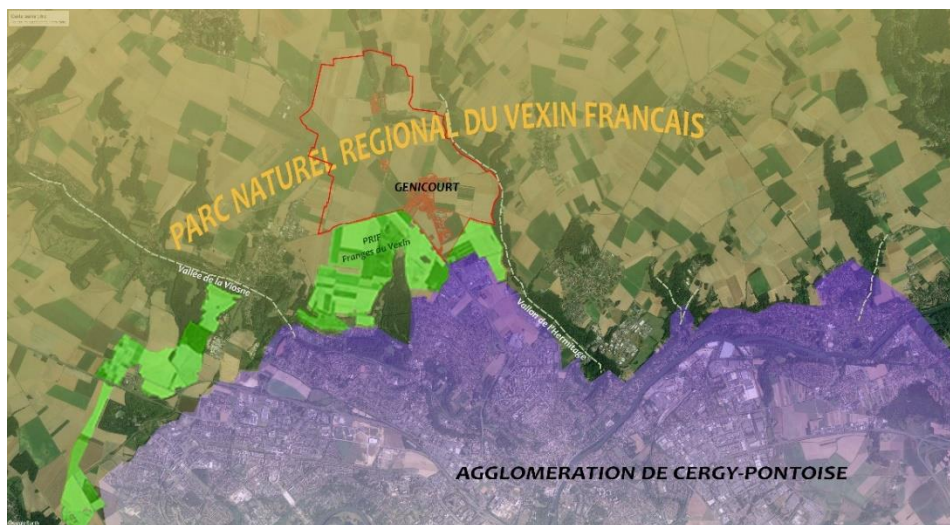 PARC NATUREL REGIONAL DU VEXIN FRANCAIS
GENICOURT
PRIF
Franges du Vexin
Vallée de la Viosne
Vallon de l'Hermitage
AGGLOMERATION DE CERGY-PONTOISE